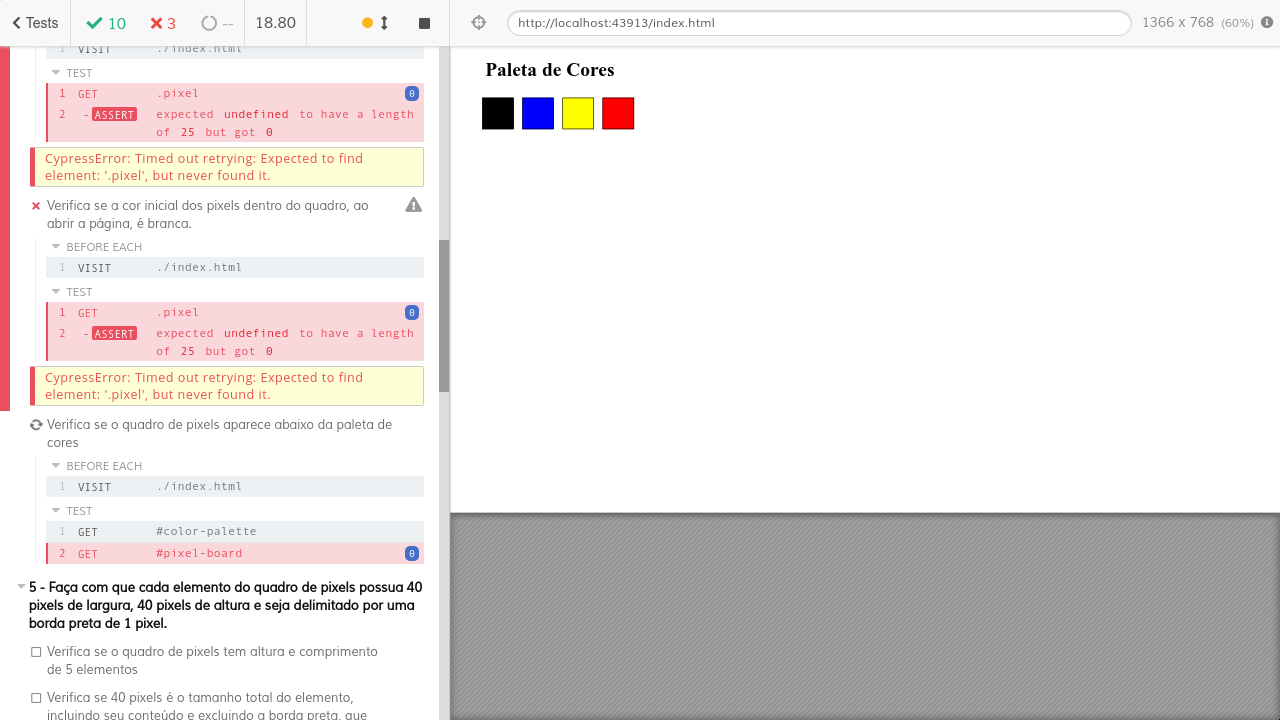 Tests 10 3 -- 18.80
1 VISIT ./index.html
TEST
1 GET .pixel 0
2 -ASSERT expected undefined to have a length
of 25 but got 0
CypressError: Timed out retrying: Expected to find
element: '.pixel', but never found it.
Verifica se a cor inicial dos pixels dentro do quadro, ao
abrir a página, é branca.
BEFORE EACH
1 VISIT ./index.html
TEST
1 GET .pixel 0
2 -ASSERT expected undefined to have a length
of 25 but got 0
CypressError: Timed out retrying: Expected to find
element: '.pixel', but never found it.
Verifica se o quadro de pixels aparece abaixo da paleta de
cores
BEFORE EACH
1 VISIT ./index.html
TEST
1 GET #color-palette
2 GET #pixel-board 0
5 - Faça com que cada elemento do quadro de pixels possua 40
pixels de largura, 40 pixels de altura e seja delimitado por uma
borda preta de 1 pixel.
Verifica se o quadro de pixels tem altura e comprimento
de 5 elementos
Verifica se 40 pixels é o tamanho total do elemento,
incluindo seu conteúdo e excluindo a borda preta, que
http://localhost:43913/index.html 1366 x 768 (60%)
Paleta de Cores